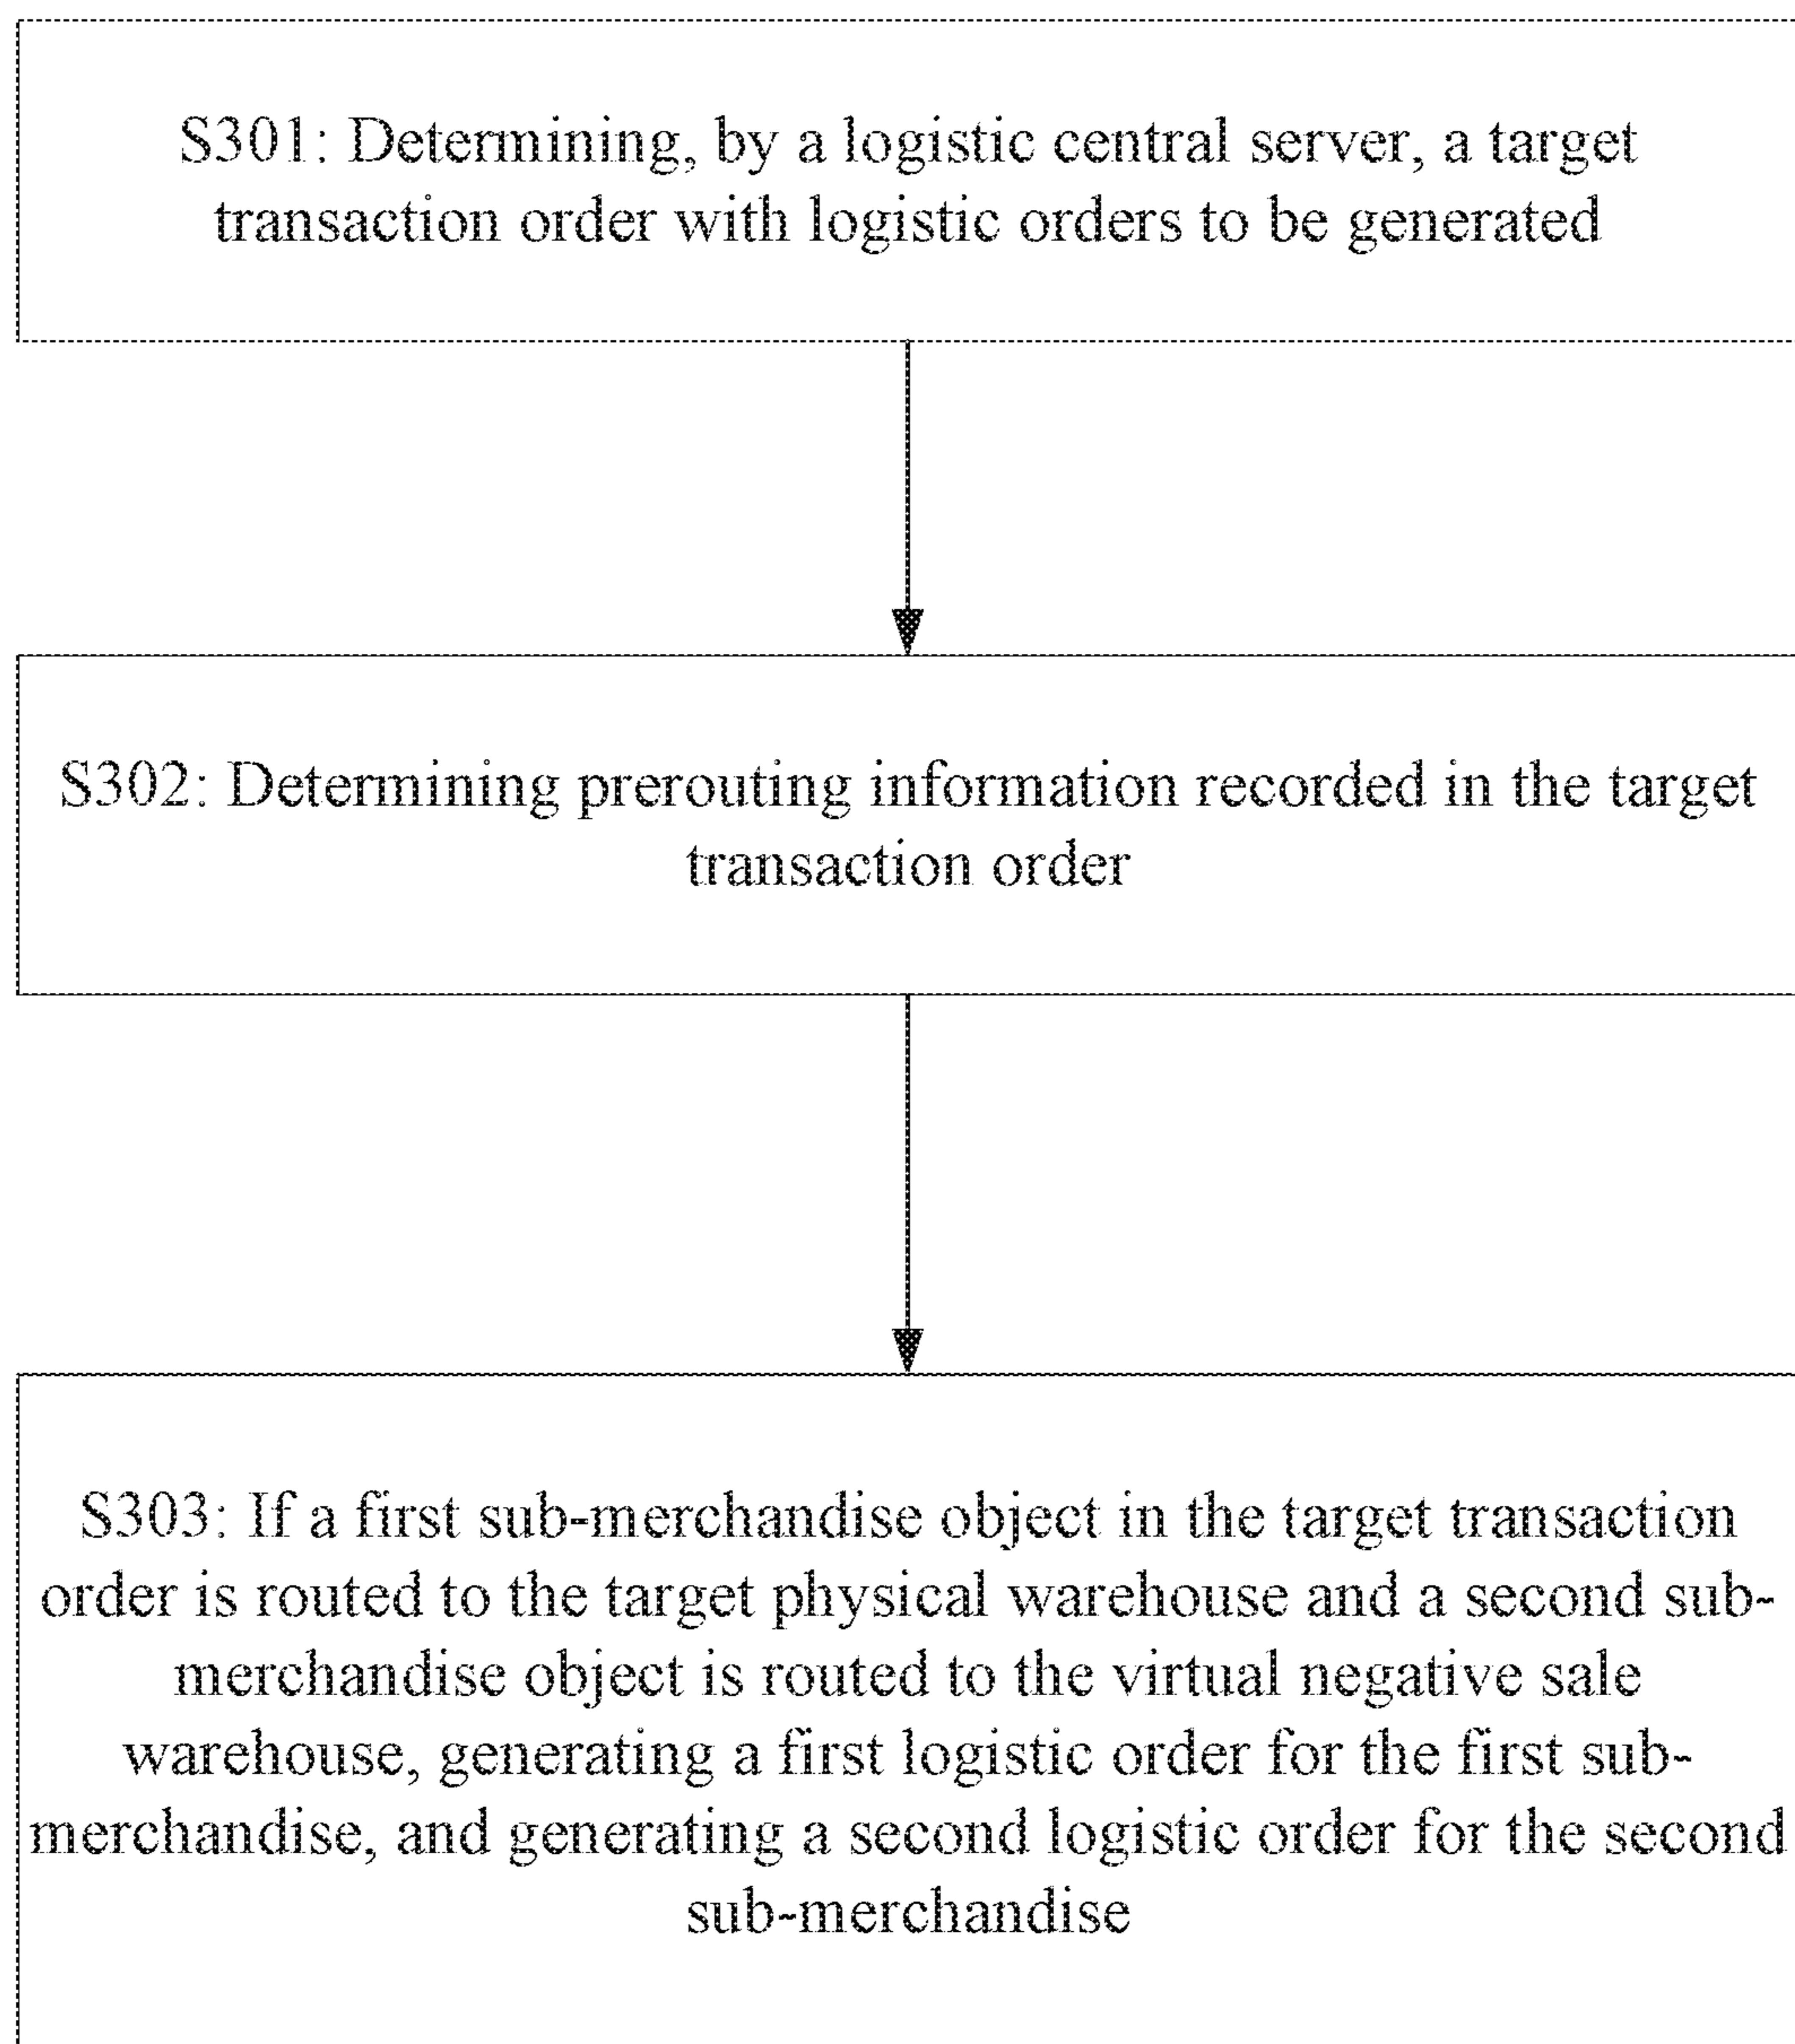 S301: Determining, by a logistic central server, a target
transaction order with logistic orders to be generated
S302: Determining prerouting information recorded in the target
transaction order
S303: If a first sub-merchandise object in the target transaction
order is routed to the target physical warehouse and a second sub-
merchandise object is routed to the virtual negative sale
warehouse, generating a first logistic order for the first sub-
merchandise, and generating a second logistic order for the second
sub-merchandise